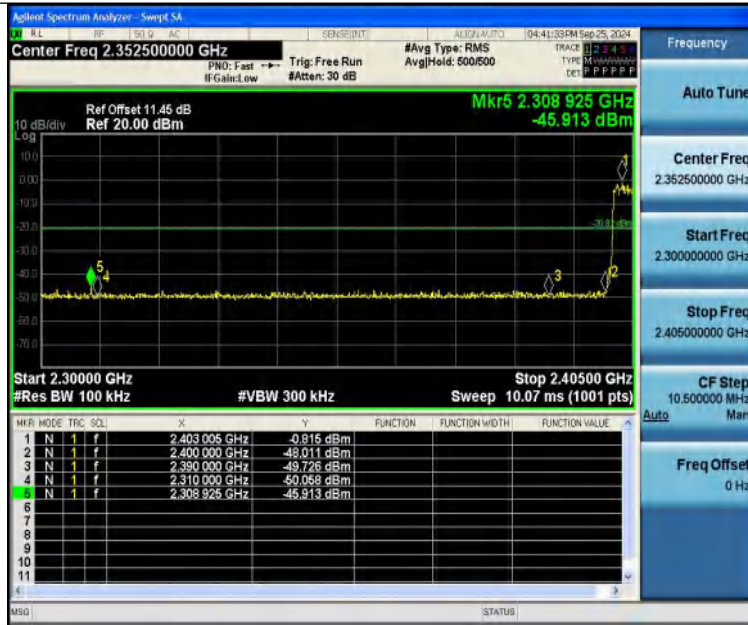 Agilent Spectrum Analyzer - Swept SA
RL RF 50 Ω AC SENSE:INT ALIGN AUTO 04:41:33 PM Sep 25, 2024
Center Freq 2.352500000 GHz
PNO: Fast
IFGain:Low
Trig: Free Run
#Atten: 30 dB
#Avg Type: RMS
Avg|Hold: 500/500
TRACE 1 2 3 4 5
TYPE M
DET P P P P P P
Mkr5 2.308 925 GHz
-45.913 dBm
Ref Offset 11.45 dB
10 dB/div Ref 20.00 dBm
Log
10.0
0.00
-10.0
-20.0
-30.0
-40.0
-50.0
-60.0
-70.0
1
5
4
3
2
Start 2.30000 GHz Stop 2.40500 GHz
#Res BW 100 kHz #VBW 300 kHz Sweep 10.07 ms (1001 pts)
MKR MODE TRC SCL X Y FUNCTION FUNCTION WIDTH FUNCTION VALUE
1 N 1 f 2.403 005 GHz -0.815 dBm
2 N 1 f 2.400 000 GHz -48.011 dBm
3 N 1 f 2.390 000 GHz -49.726 dBm
4 N 1 f 2.310 000 GHz -50.058 dBm
5 N 1 f 2.308 925 GHz -45.913 dBm
6
7
8
9
10
11
MSG STATUS
Frequency
Auto Tune
Center Freq
2.352500000 GHz
Start Freq
2.300000000 GHz
Stop Freq
2.405000000 GHz
CF Step
10.500000 MHz
Auto Man
Freq Offset
0 Hz